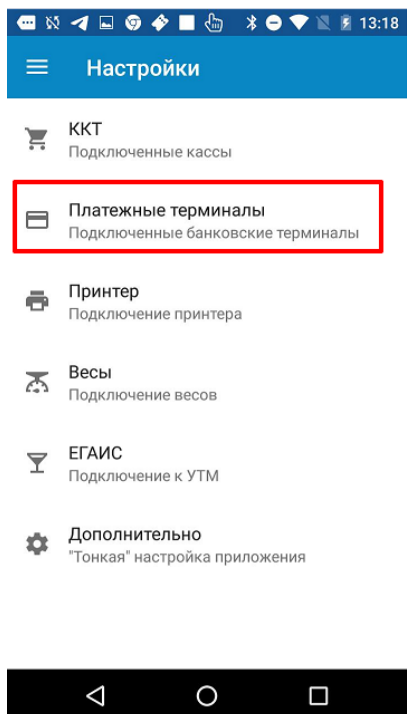 13:18
Настройки
ККТ
Подключенные кассы
Платежные терминалы
Подключенные банковские терминалы
Принтер
Подключение принтера
Весы
Подключение весов
ЕГАИС
Подключение к УТМ
Дополнительно
"Тонкая" настройка приложения